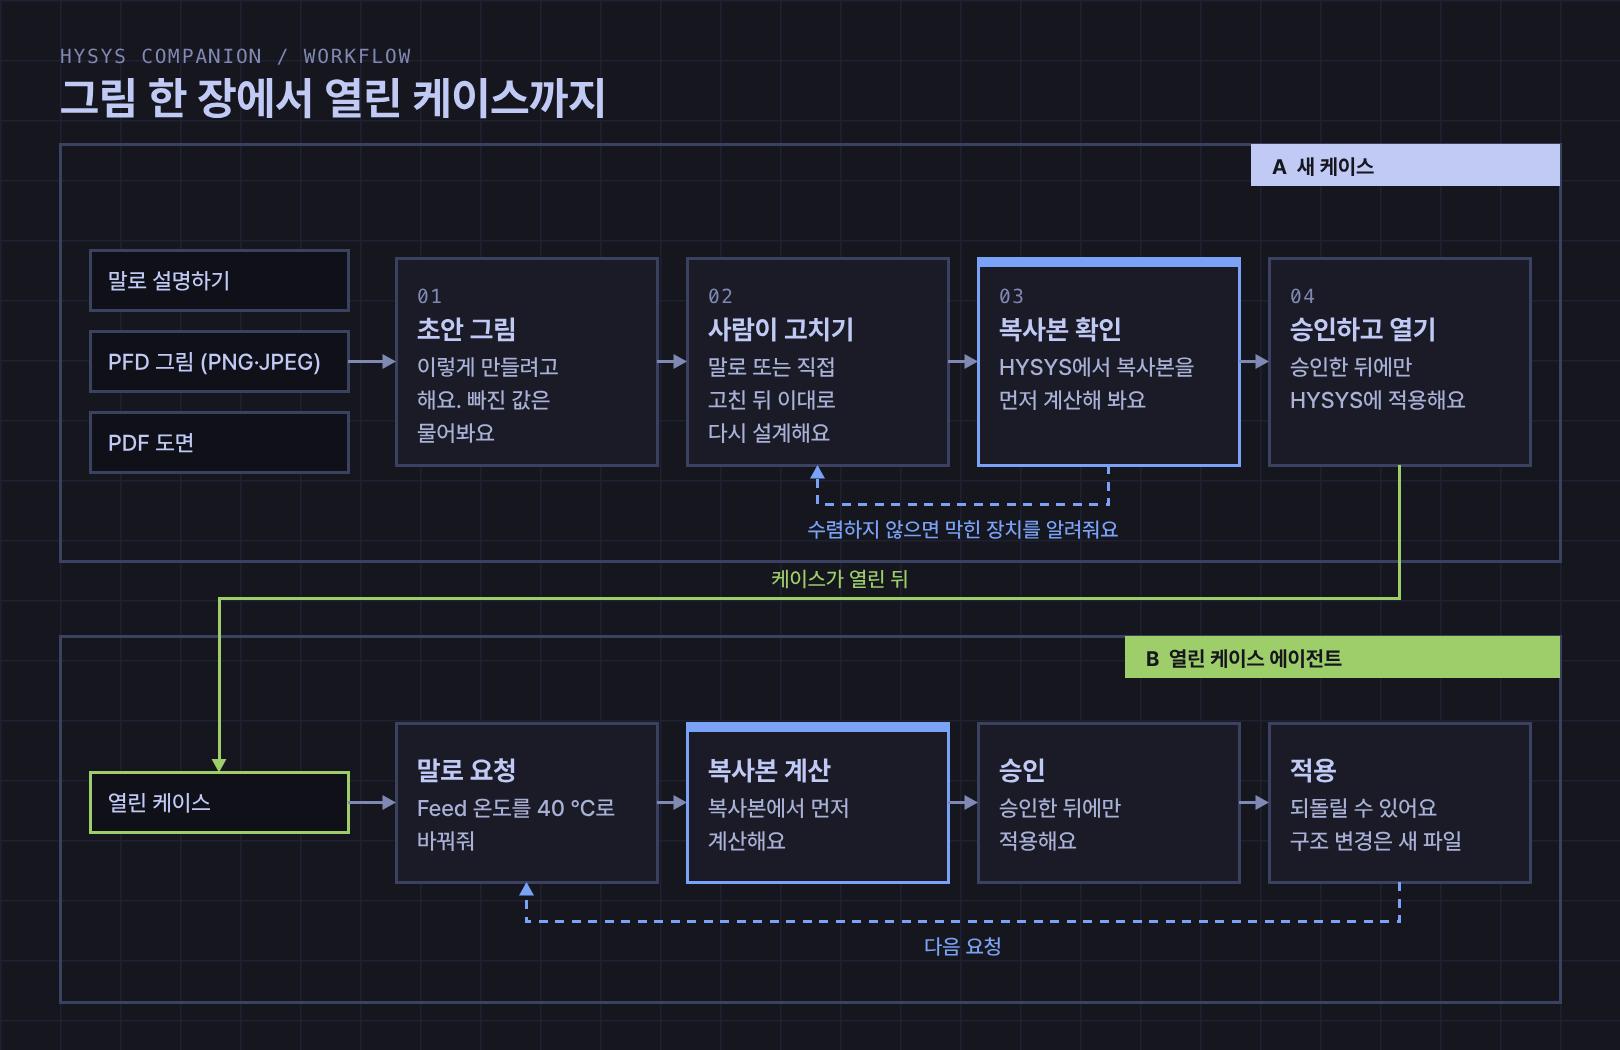 HYSYS COMPANION / WORKFLOW
그림 한 장에서 열린 케이스까지
A 새 케이스
말로 설명하기
PFD 그림 (PNG·JPEG)
PDF 도면
01
초안 그림
이렇게 만들려고
해요. 빠진 값은
물어봐요
02
사람이 고치기
말로 또는 직접
고친 뒤 이대로
다시 설계해요
03
복사본 확인
HYSYS에서 복사본을
먼저 계산해 봐요
04
승인하고 열기
승인한 뒤에만
HYSYS에 적용해요
수렴하지 않으면 막힌 장치를 알려줘요
케이스가 열린 뒤
B 열린 케이스 에이전트
열린 케이스
말로 요청
Feed 온도를 40 °C로
바꿔줘
복사본 계산
복사본에서 먼저
계산해요
승인
승인한 뒤에만
적용해요
적용
되돌릴 수 있어요
구조 변경은 새 파일
다음 요청